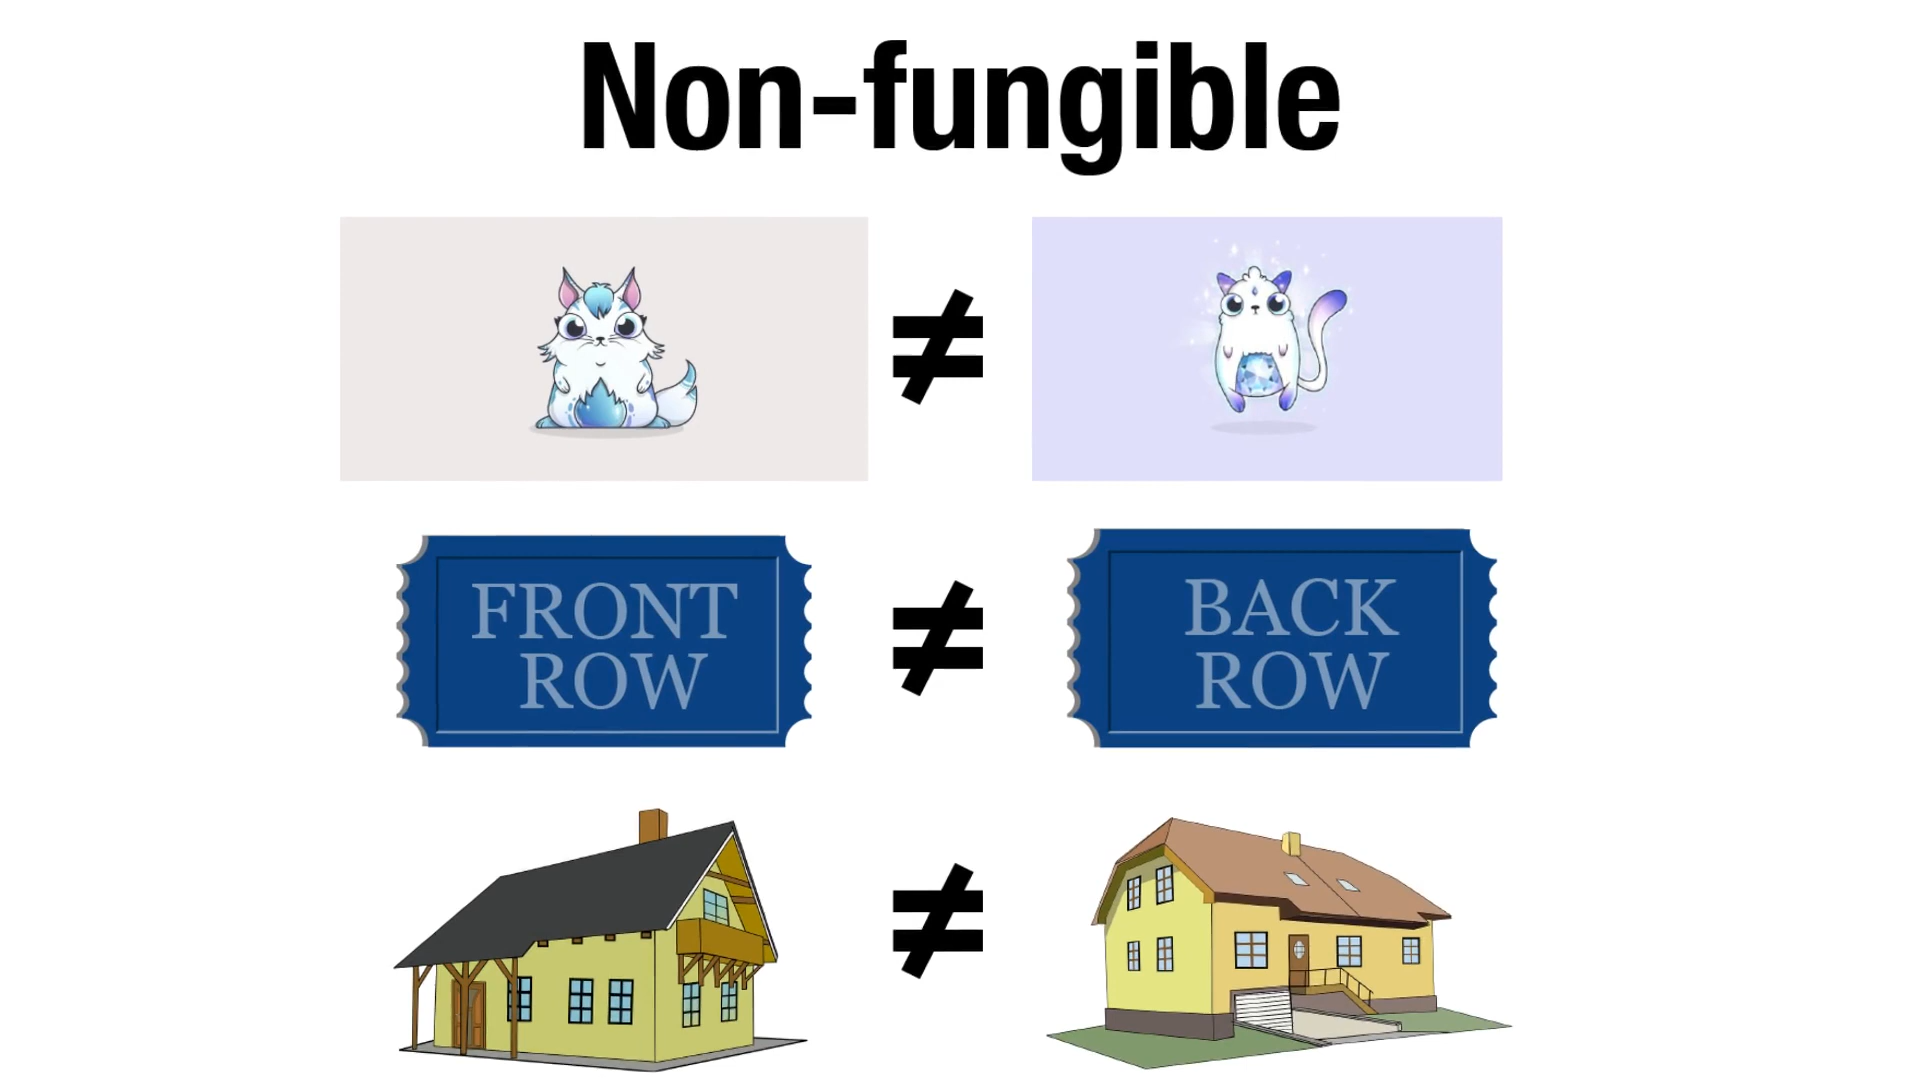 Non-fungible
≠
FRONT
ROW
≠
BACK
ROW
≠